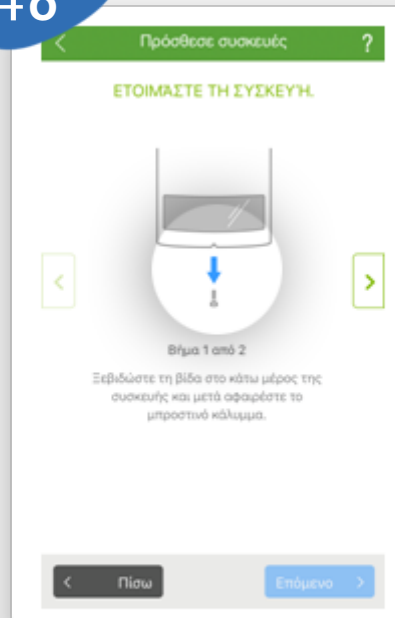 Πρόσθεσε συσκευές ?
ΕΤΟΙΜΆΣΤΕ ΤΗ ΣΥΣΚΕΥΉ.
Βήμα 1 από 2
Ξεβιδώστε τη βίδα στο κάτω μέρος της
συσκευής και μετά αφαιρέστε το
μπροστινό κάλυμμα.
Πίσω
Επόμενο